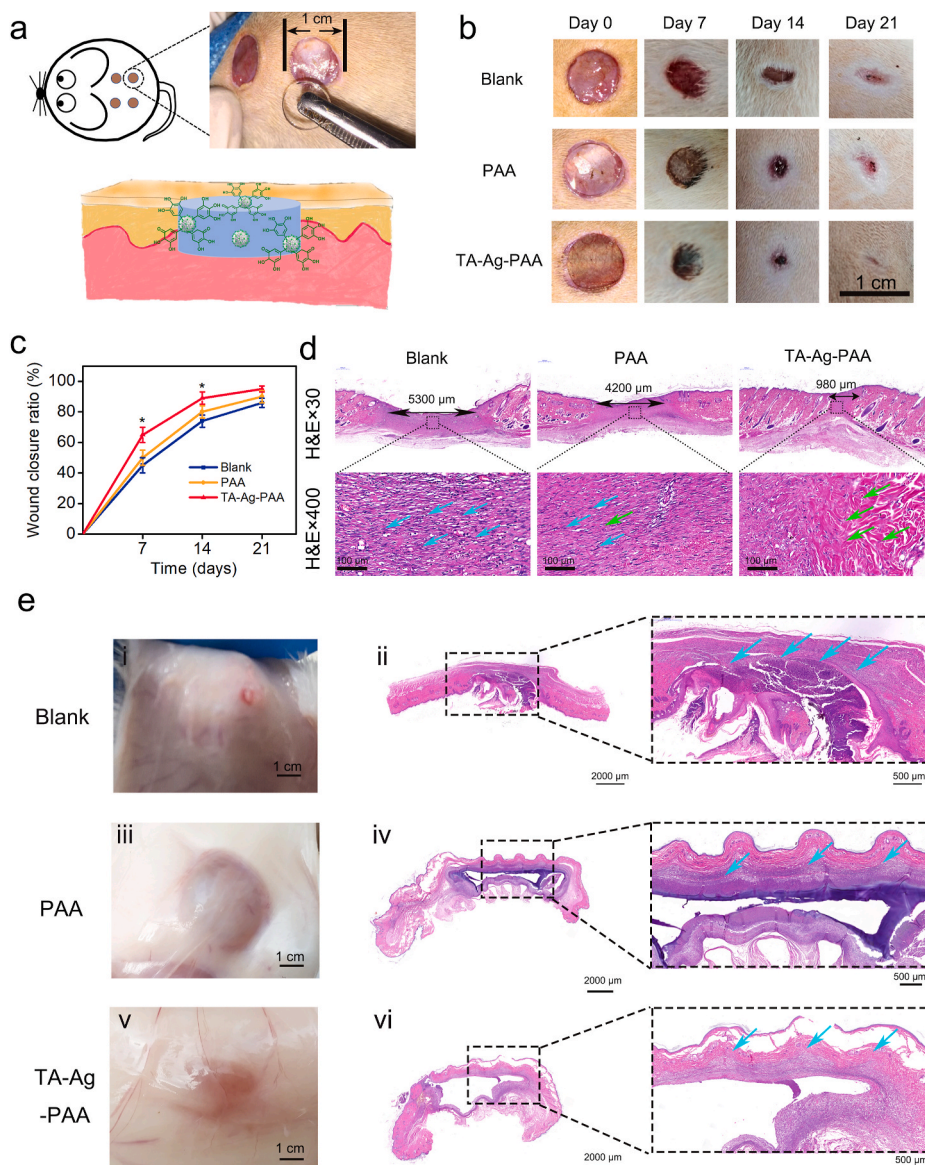 a
1 cm
HO
OH
O
b
Day 0
Day 7
Day 14
Day 21
Blank
PAA
TA-Ag-PAA
1 cm
c
Wound closure ratio (%)
100
80
60
40
20
0
*
*
Blank
PAA
TA-Ag-PAA
7
14
21
Time (days)
d
Blank
PAA
TA-Ag-PAA
H&E×30
5300 μm
4200 μm
980 μm
H&E×400
100 μm
100 μm
100 μm
e
Blank
i
1 cm
ii
2000 μm
500 μm
PAA
iii
1 cm
iv
2000 μm
500 μm
TA-Ag
-PAA
v
1 cm
vi
2000 μm
500 μm